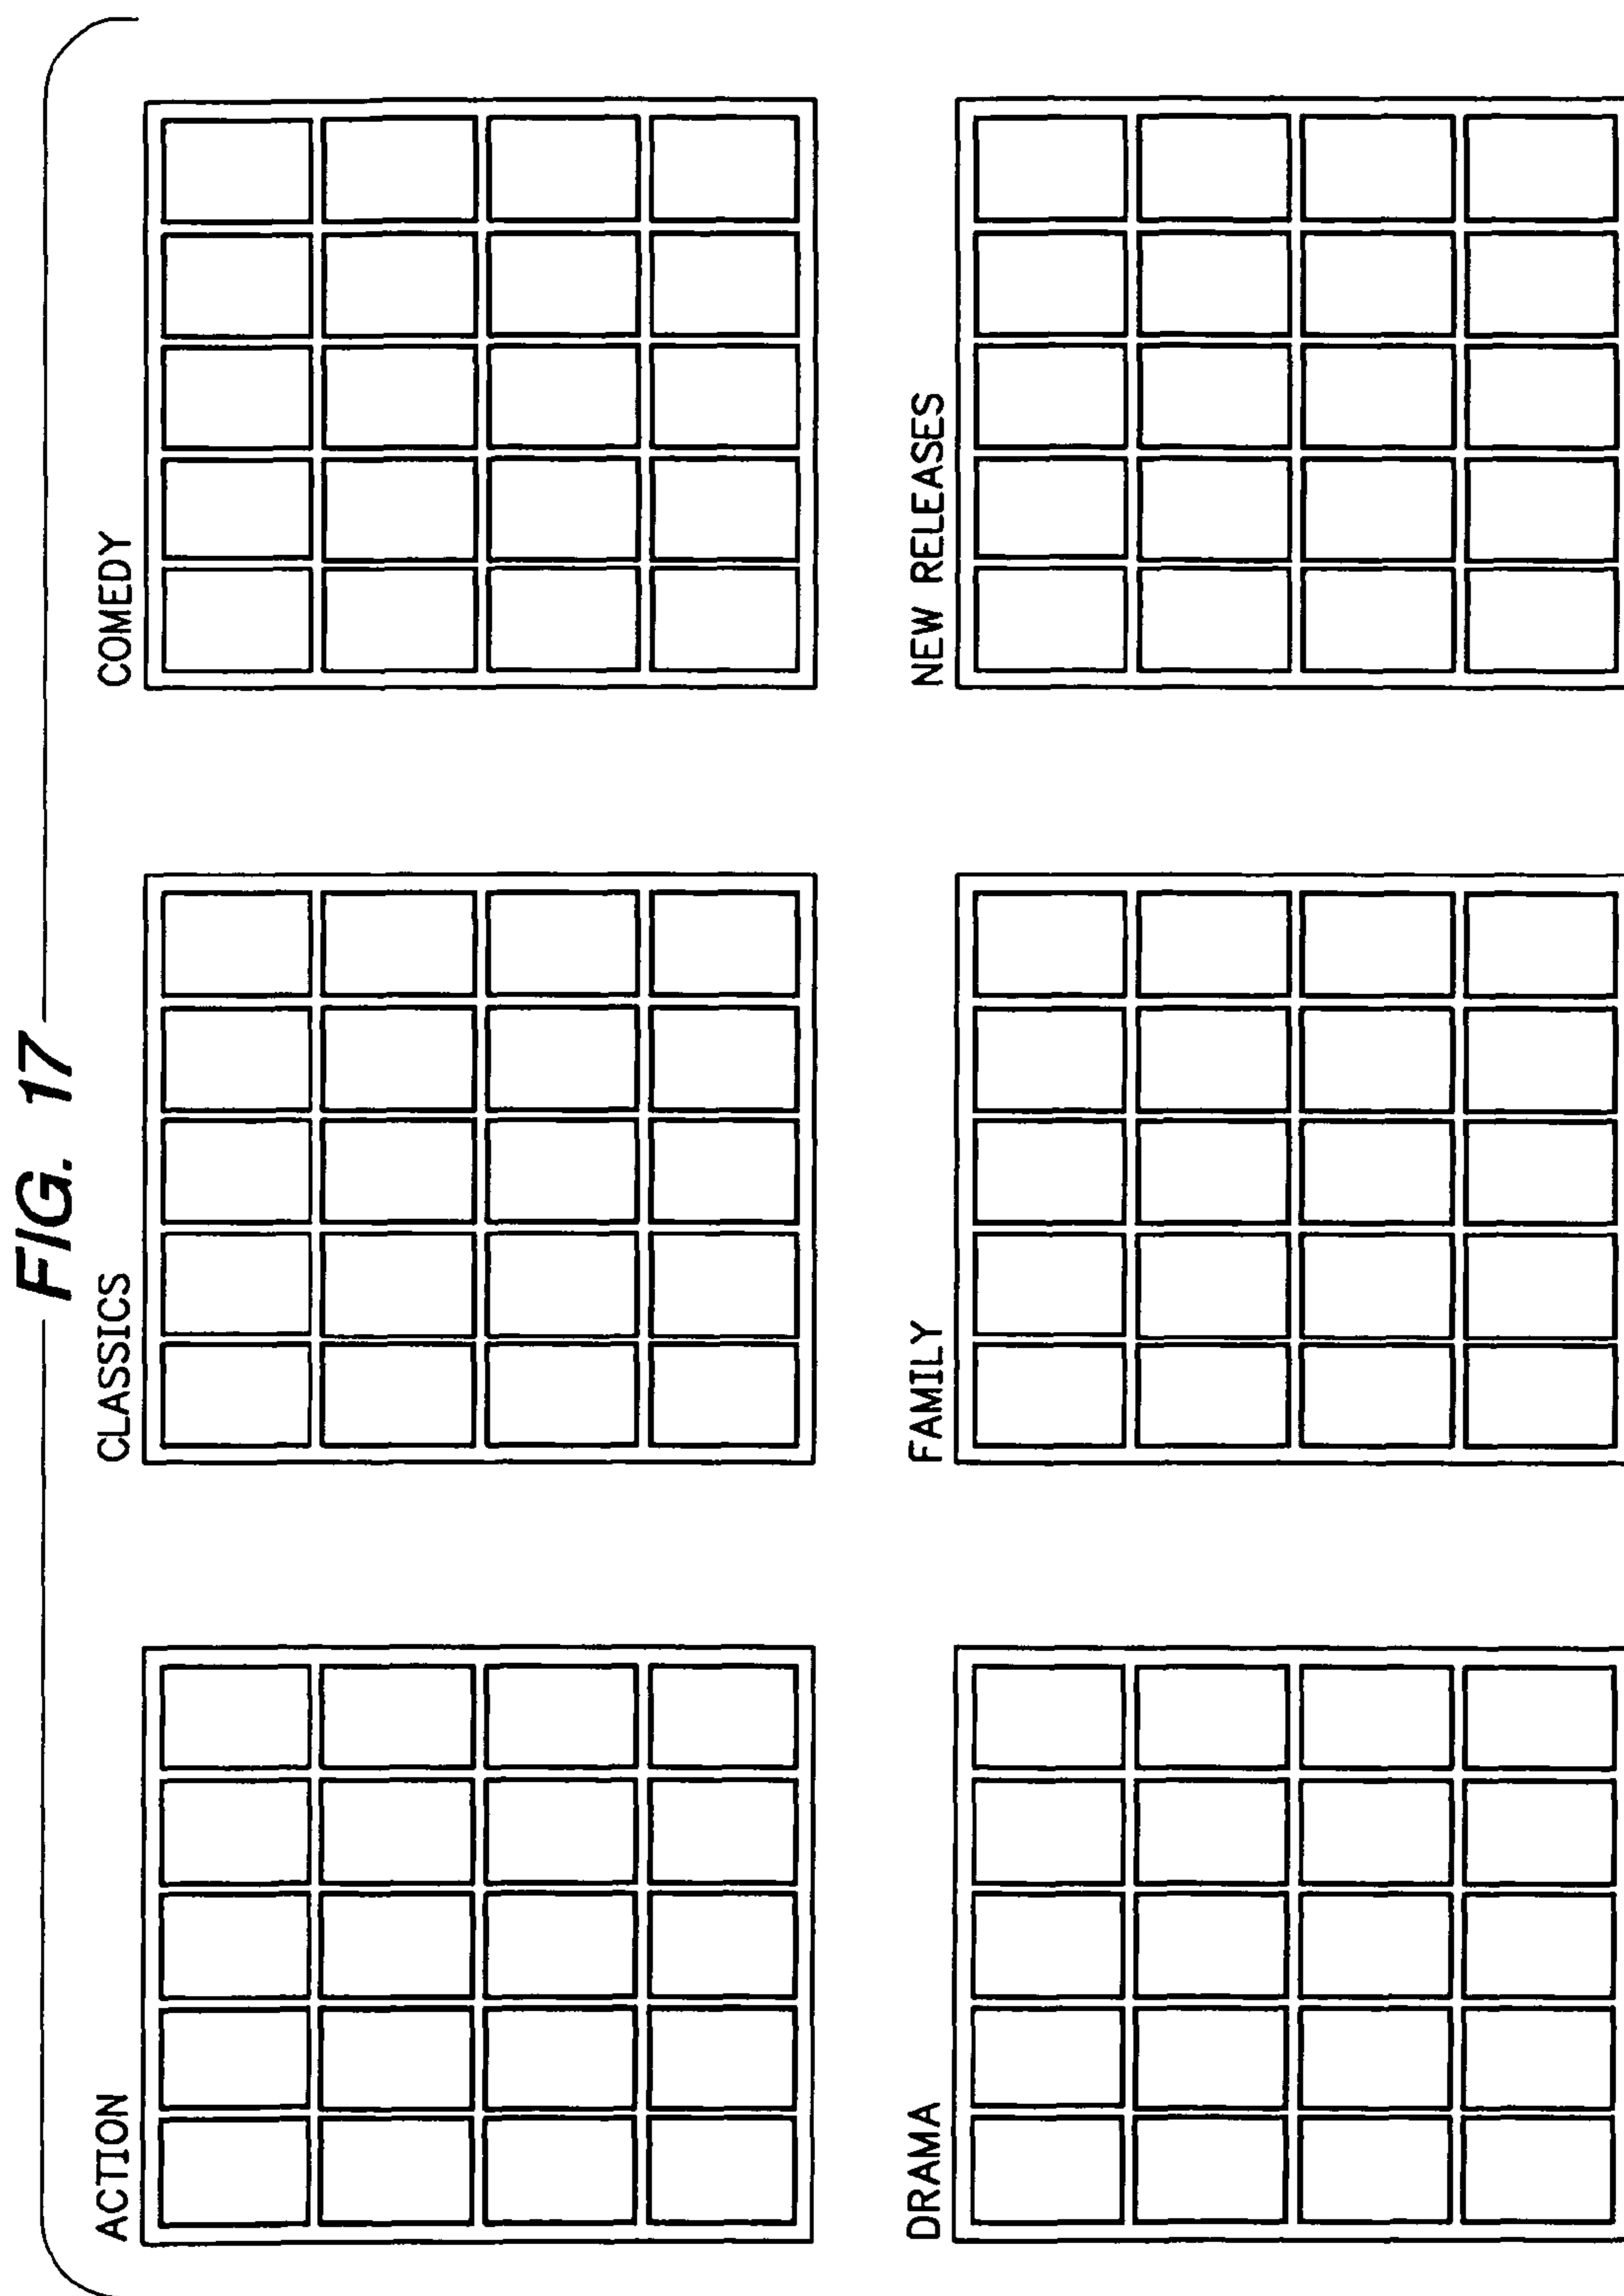 FIG. 17
ACTION
CLASSICS
COMEDY
DRAMA
FAMILY
NEW RELEASES